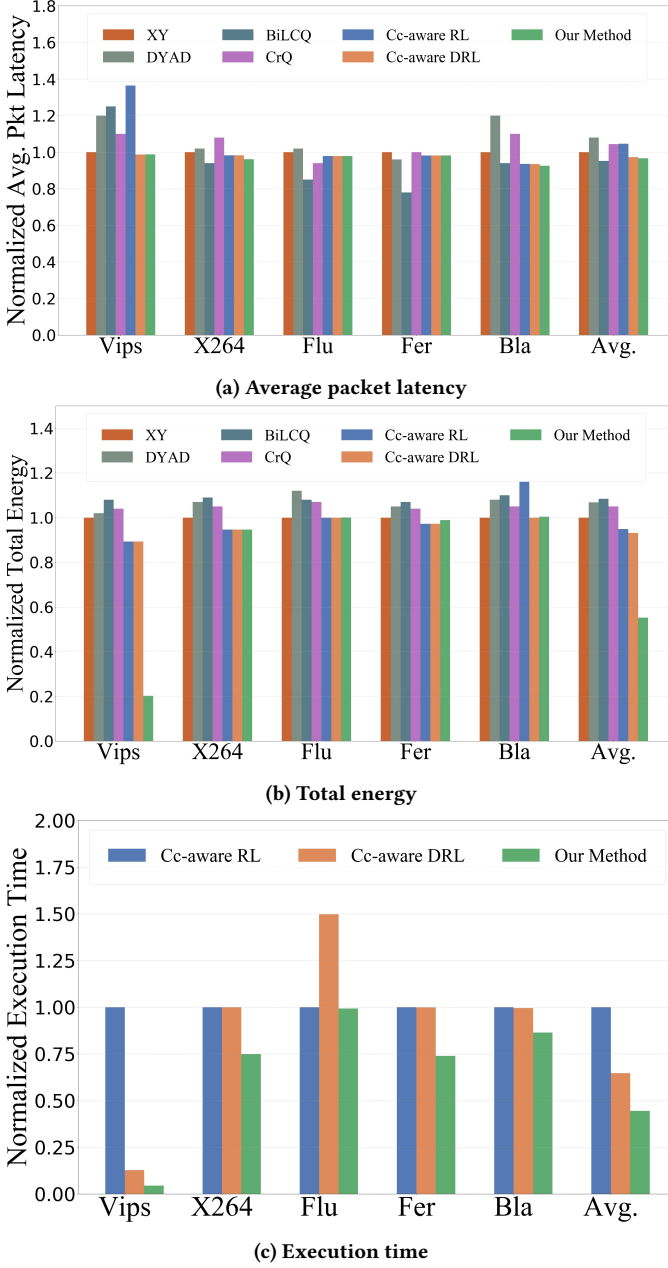 Normalized Avg. Pkt Latency
1.8
1.6
1.4
1.2
1.0
0.8
0.6
0.4
0.2
0.0
XY BiLCQ Cc-aware RL Our Method
DYAD CrQ Cc-aware DRL
Vips X264 Flu Fer Bla Avg.
(a) Average packet latency
Normalized Total Energy
1.4
1.2
1.0
0.8
0.6
0.4
0.2
0.0
XY BiLCQ Cc-aware RL Our Method
DYAD CrQ Cc-aware DRL
Vips X264 Flu Fer Bla Avg.
(b) Total energy
Normalized Execution Time
2.00
1.75
1.50
1.25
1.00
0.75
0.50
0.25
0.00
Cc-aware RL Cc-aware DRL Our Method
Vips X264 Flu Fer Bla Avg.
(c) Execution time